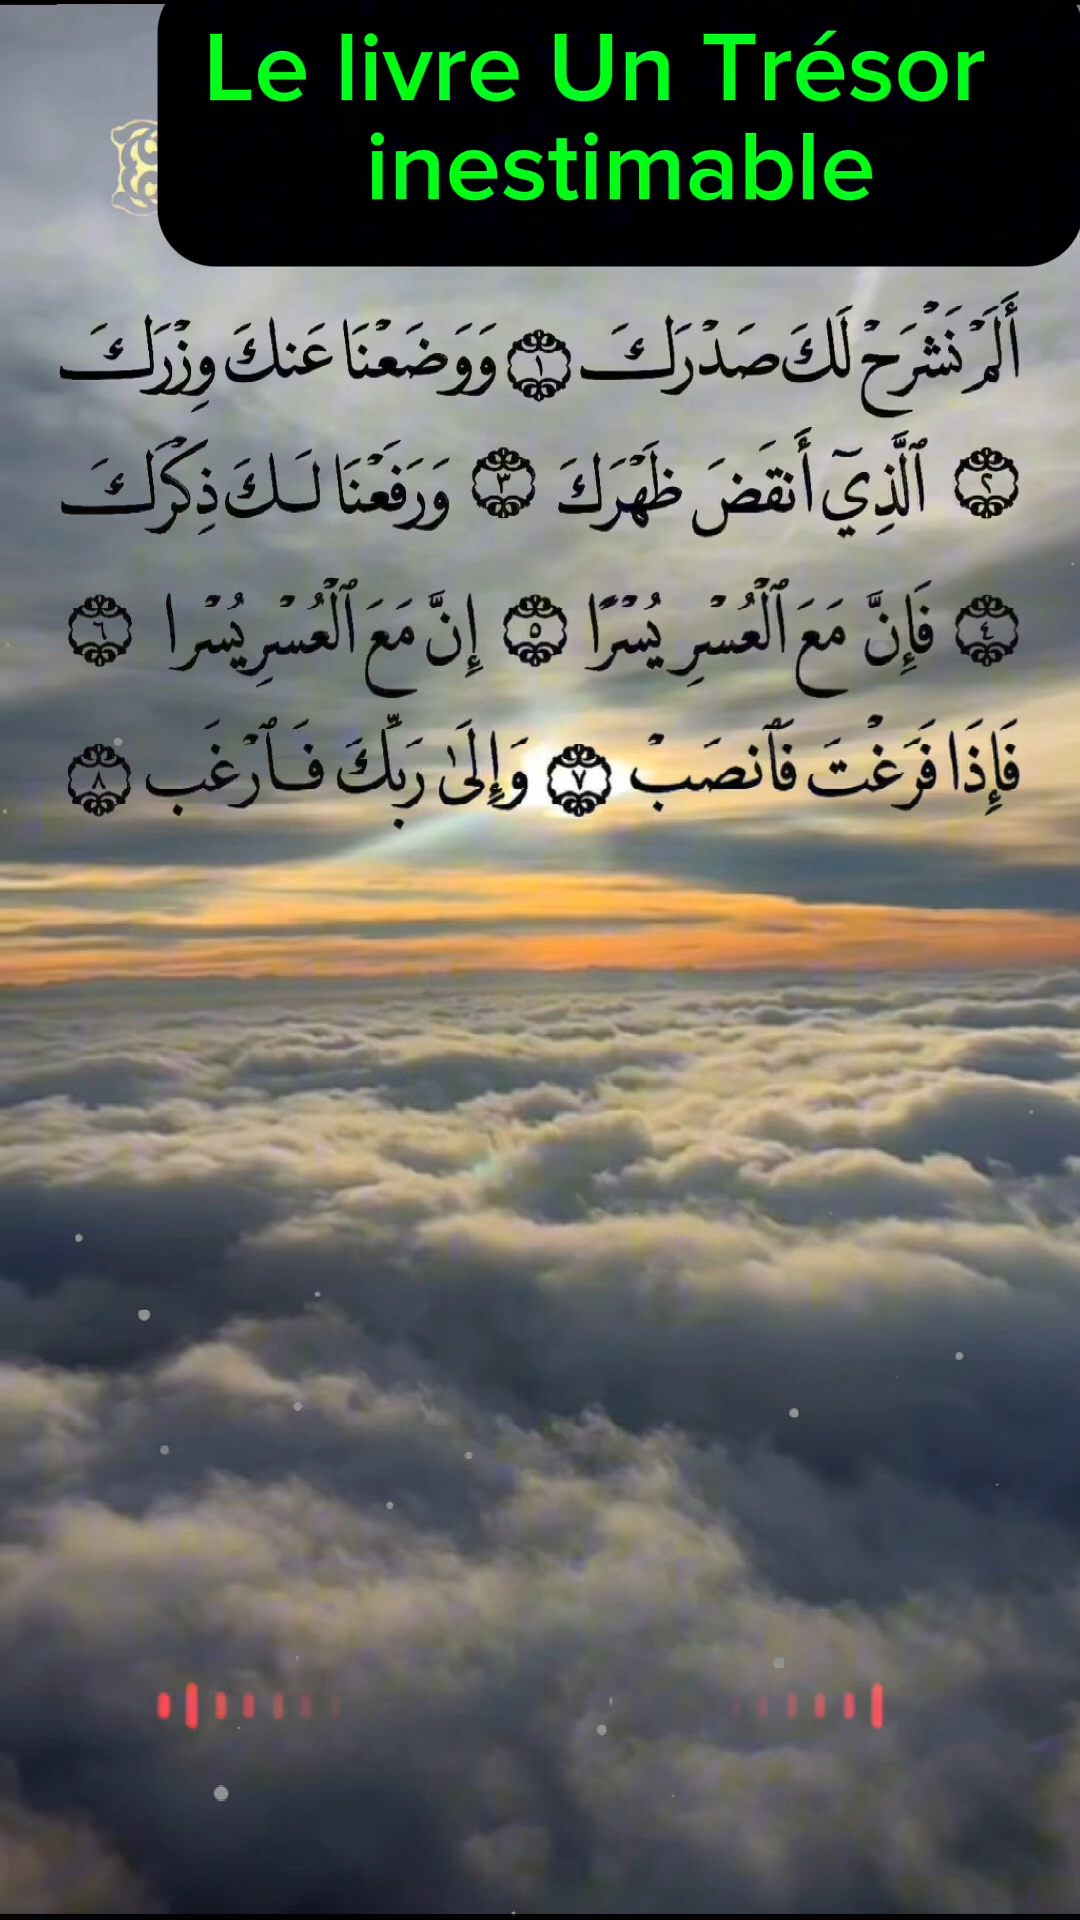 Le livre Un Trésor
inestimable
أَلَمْ نَشْرَحْ لَكَ صَدْرَكَ ١ وَوَضَعْنَا عَنكَ وِزْرَكَ
٢ ٱلَّذِيٓ أَنقَضَ ظَهْرَكَ ٣ وَرَفَعْنَا لَكَ ذِكْرَكَ
٤ فَإِنَّ مَعَ ٱلْعُسْرِ يُسْرًا ٥ إِنَّ مَعَ ٱلْعُسْرِ يُسْرا ٦
فَإِذَا فَرَغْتَ فَٱنصَبْ ٧ وَإِلَىٰ رَبِّكَ فَٱرْغَب ٨